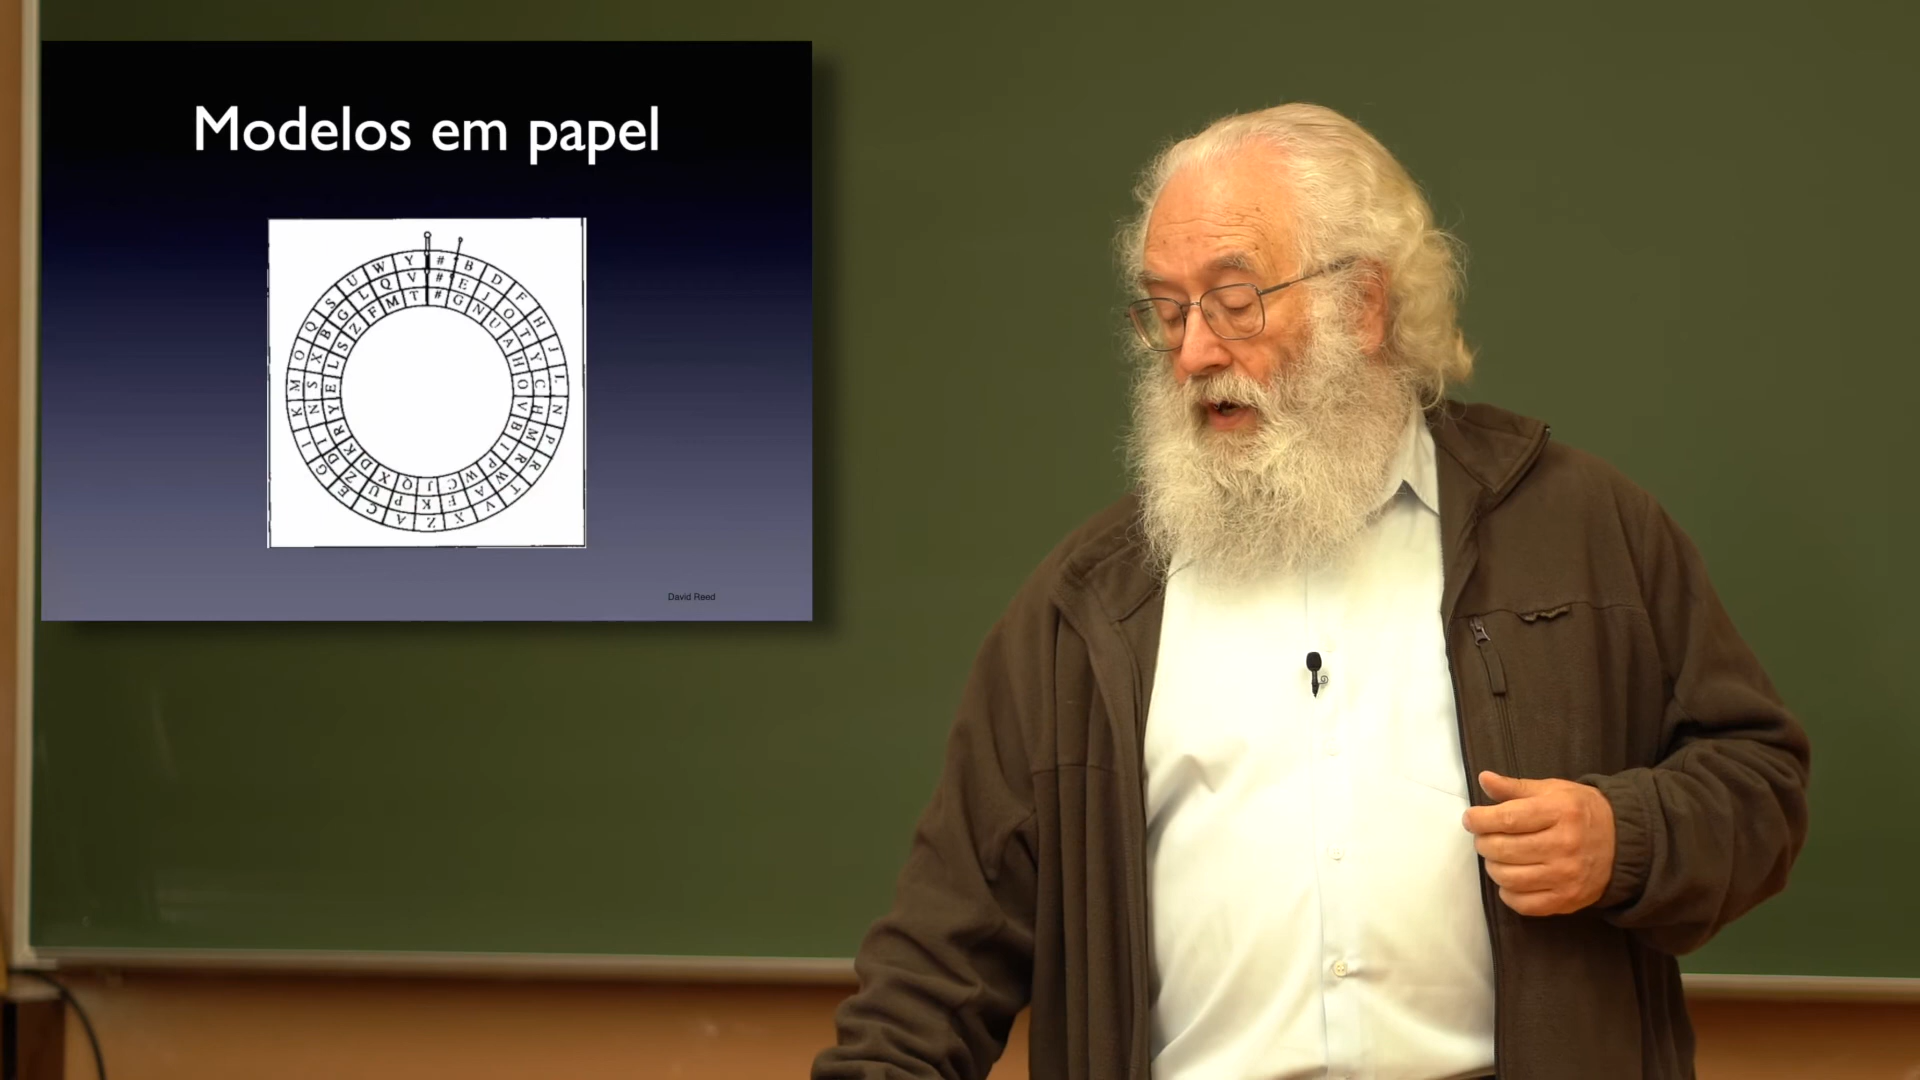 Modelos em papel
# B D F H J L N P R T V X Z A C E G I K M O Q S U W Y
# E J O T Y C H M R W A F K P U Z D I N S X B G L Q V
# G N U A H O V B I P W C J Q X D K R Y E L S Z F M T
David Reed